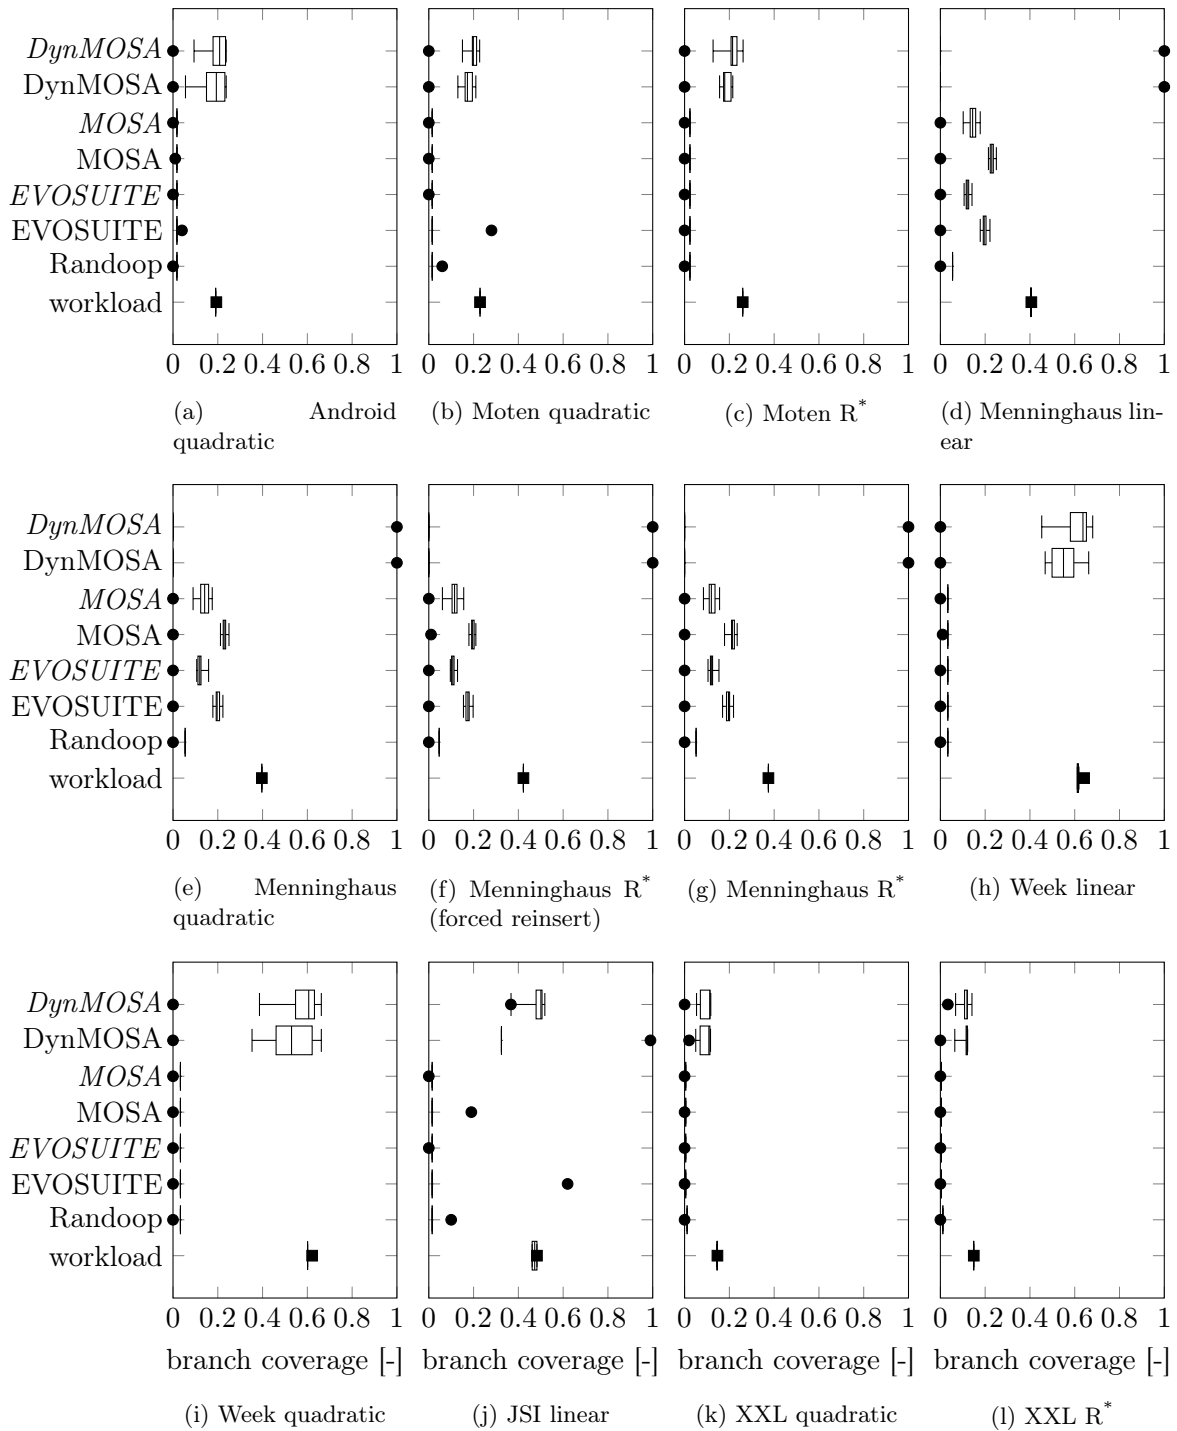 DynMOSA
DynMOSA
MOSA
MOSA
EVOSUITE
EVOSUITE
Randoop
workload
0 0.2 0.4 0.6 0.8 1
0 0.2 0.4 0.6 0.8 1
0 0.2 0.4 0.6 0.8 1
0 0.2 0.4 0.6 0.8 1
(a) Android
quadratic
(b) Moten quadratic
(c) Moten R*
(d) Menninghaus lin-
ear
DynMOSA
DynMOSA
MOSA
MOSA
EVOSUITE
EVOSUITE
Randoop
workload
0 0.2 0.4 0.6 0.8 1
0 0.2 0.4 0.6 0.8 1
0 0.2 0.4 0.6 0.8 1
0 0.2 0.4 0.6 0.8 1
(e) Menninghaus
quadratic
(f) Menninghaus R*
(forced reinsert)
(g) Menninghaus R*
(h) Week linear
DynMOSA
DynMOSA
MOSA
MOSA
EVOSUITE
EVOSUITE
Randoop
workload
0 0.2 0.4 0.6 0.8 1
0 0.2 0.4 0.6 0.8 1
0 0.2 0.4 0.6 0.8 1
0 0.2 0.4 0.6 0.8 1
branch coverage [-]
branch coverage [-]
branch coverage [-]
branch coverage [-]
(i) Week quadratic
(j) JSI linear
(k) XXL quadratic
(l) XXL R*